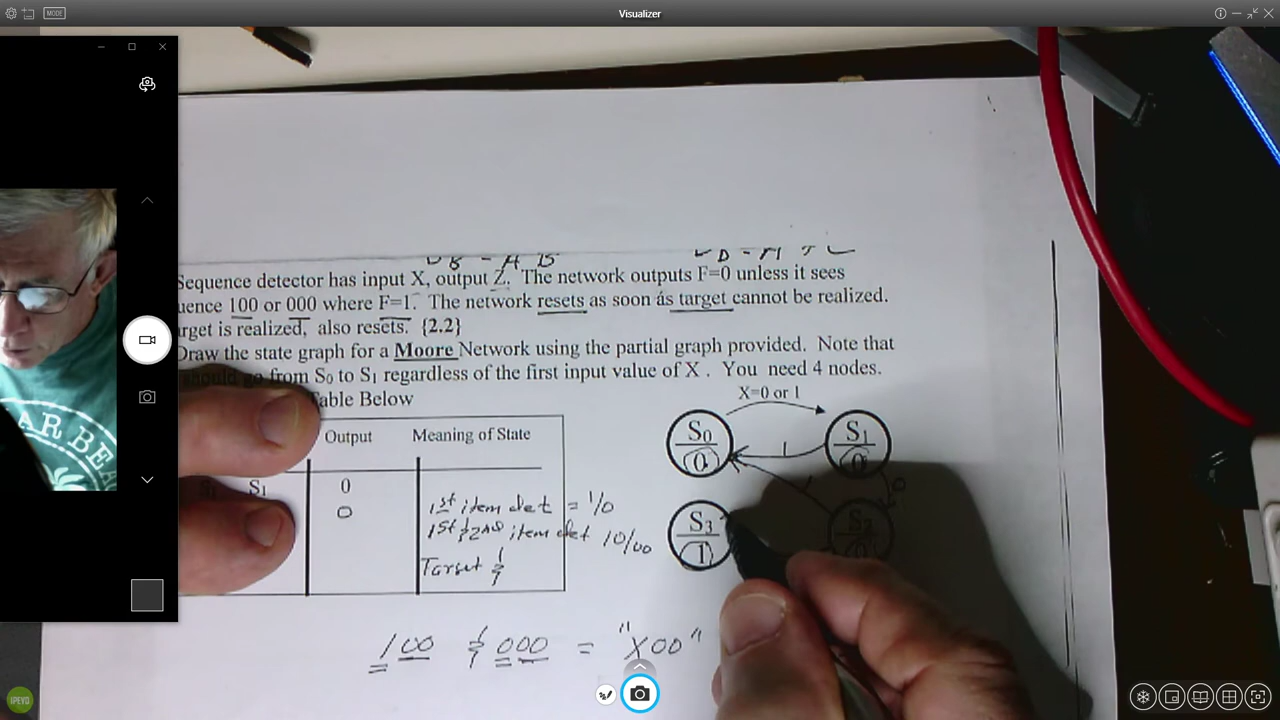 MODE
Visualizer
Sequence detector has input X, output Z. The network outputs F=0 unless it sees
uence 100 or 000 where F=1. The network resets as soon as target cannot be realized.
rget is realized, also resets. {2.2}
Draw the state graph for a Moore Network using the partial graph provided. Note that
should go from S0 to S1 regardless of the first input value of X . You need 4 nodes.
Table Below
X=0 or 1
Output Meaning of State
S0
0
S1
0
1
S1 0
0
1st item det = 1/0
1st & 2nd item det 10/00
Target
0
S3
1
S2
0
100 & 000 = "X00"
IPEVO
BEA